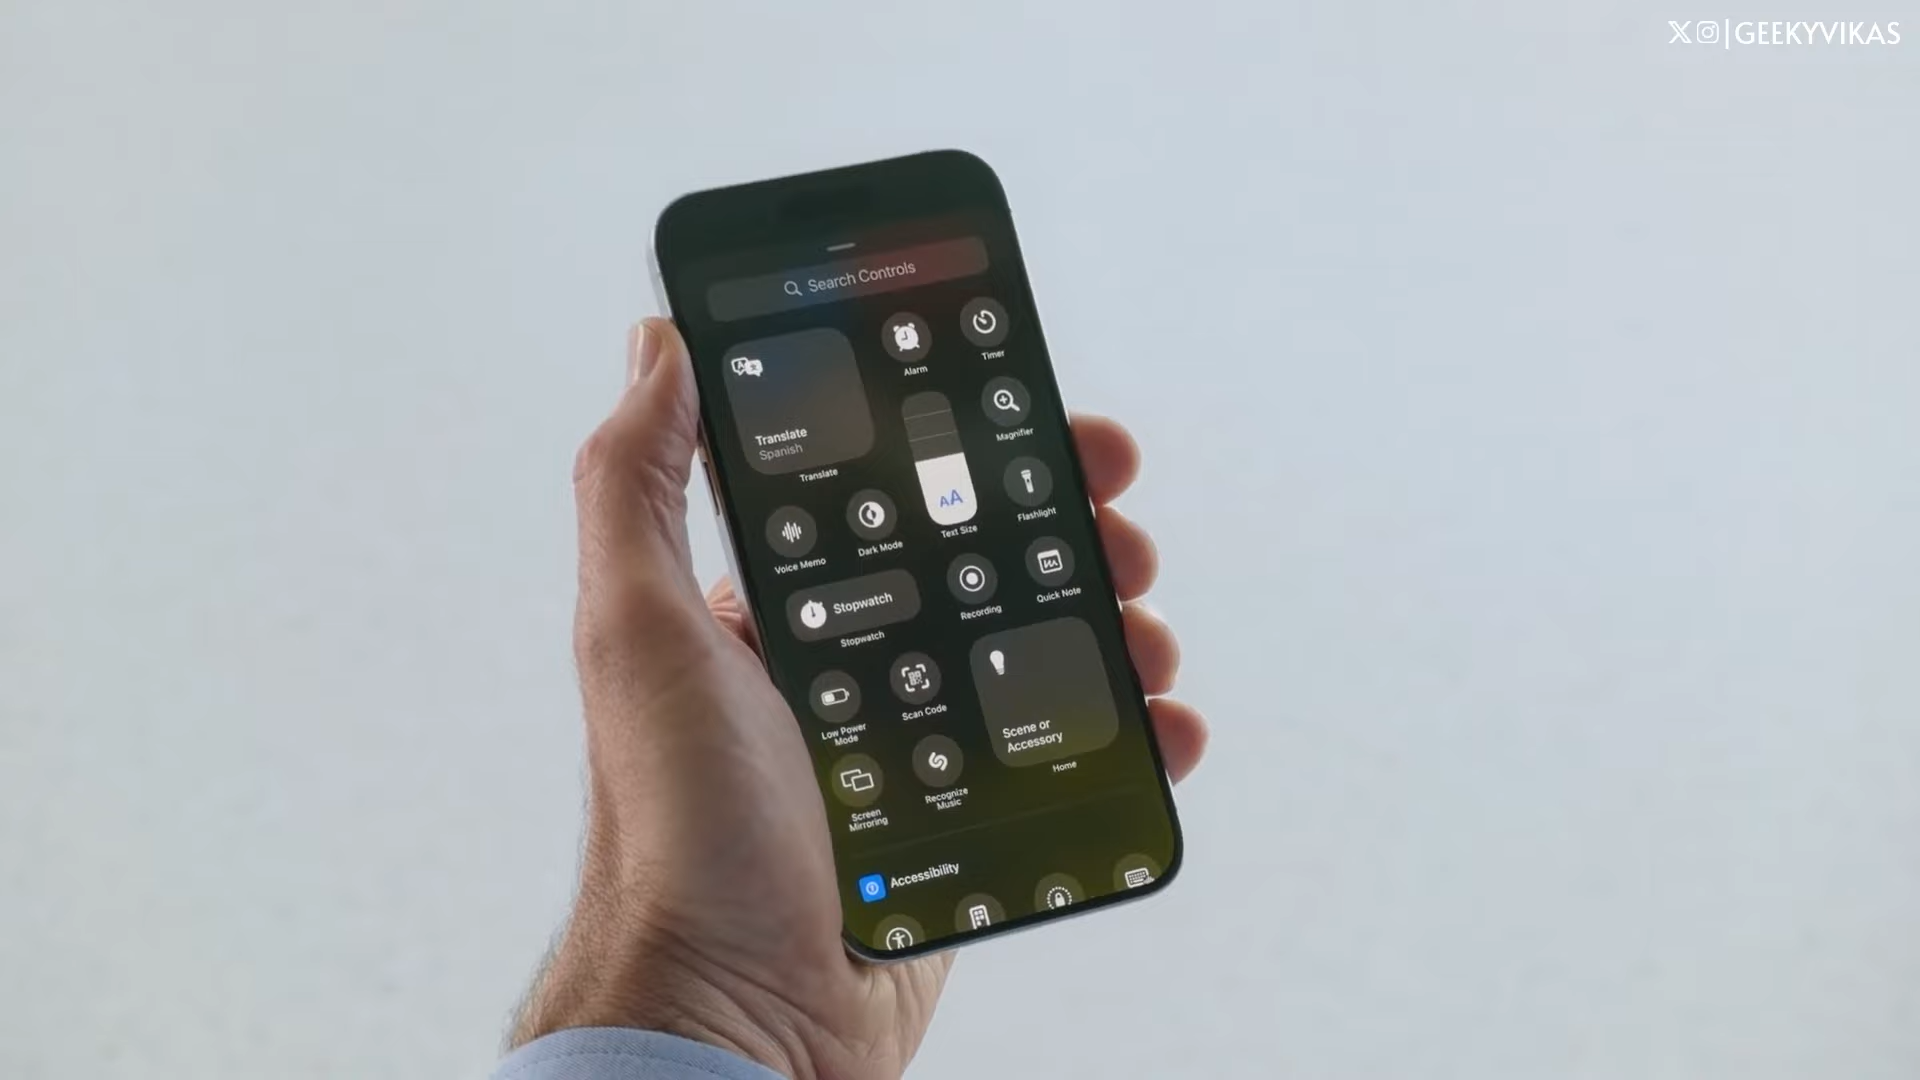 |GEEKYVIKAS
Search Controls
Alarm
Timer
Translate
Spanish
Translate
Magnifier
AA
Text Size
Flashlight
Voice Memo
Dark Mode
Stopwatch
Stopwatch
Recording
Quick Note
Low Power
Mode
Scan Code
Scene or
Accessory
Home
Screen
Mirroring
Recognize
Music
Accessibility